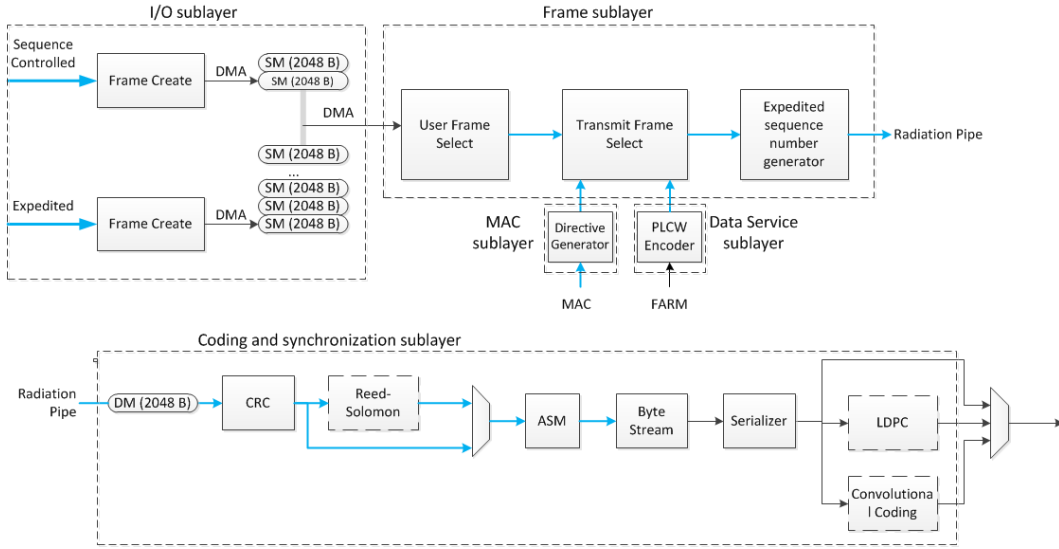 I/O sublayer
Frame sublayer
Sequence
Controlled
Frame Create
DMA
SM (2048 B)
SM (2048 B)
DMA
SM (2048 B)
...
SM (2048 B)
SM (2048 B)
SM (2048 B)
Expedited
Frame Create
DMA
User Frame
Select
Transmit Frame
Select
Expedited
sequence
number
generator
Radiation Pipe
MAC
sublayer
Directive
Generator
PLCW
Encoder
Data Service
sublayer
MAC
FARM
Coding and synchronization sublayer
Radiation
Pipe
DM (2048 B)
CRC
Reed-
Solomon
ASM
Byte
Stream
Serializer
LDPC
Convolutiona
l Coding